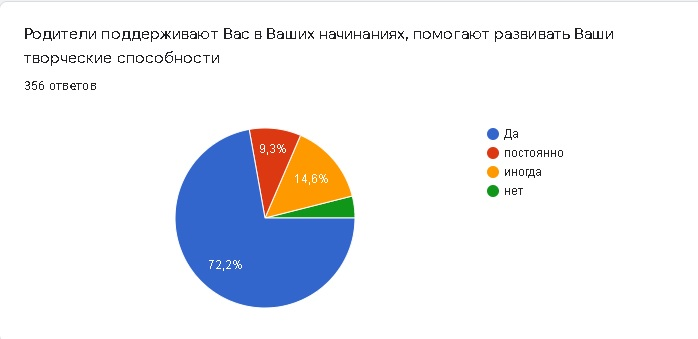 Родители поддерживают Вас в Ваших начинаниях, помогают развивать Ваши
творческие способности
356 ответов
Да
постоянно
иногда
нет
9,3%
14,6%
72,2%